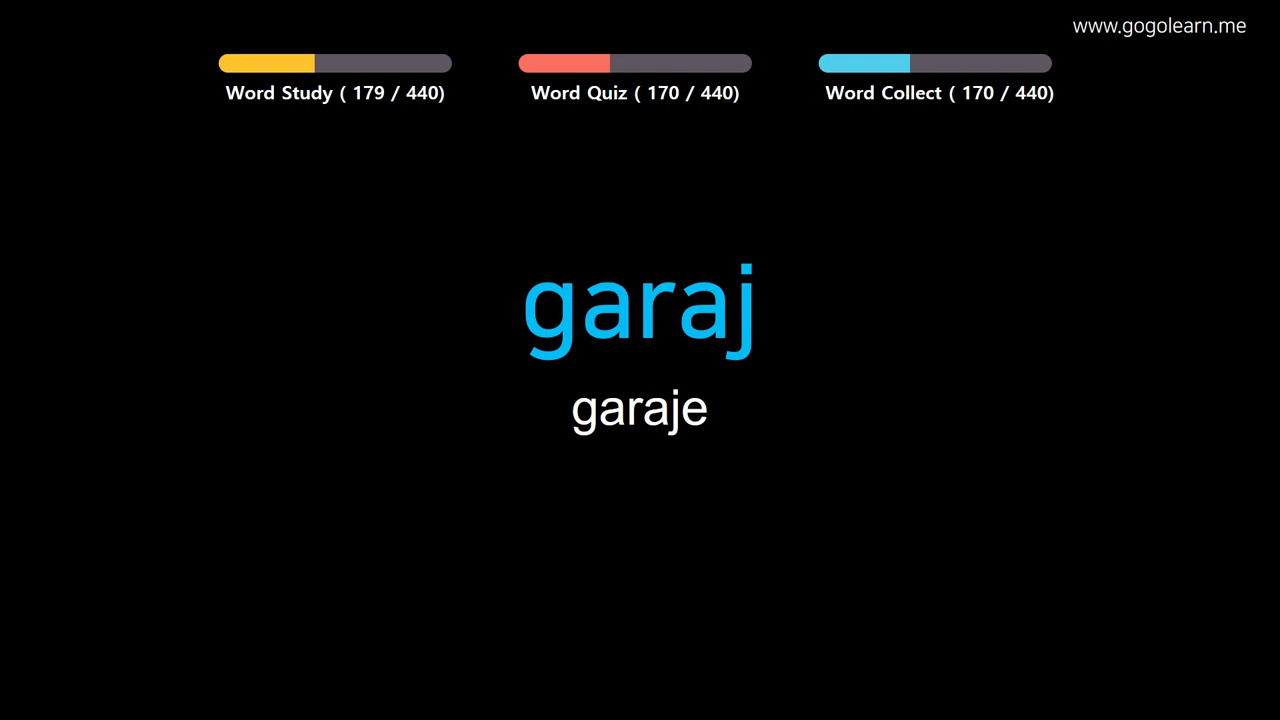 www.gogolearn.me
Word Study ( 179 / 440)
Word Quiz ( 170 / 440)
Word Collect ( 170 / 440)
garaj
garaje